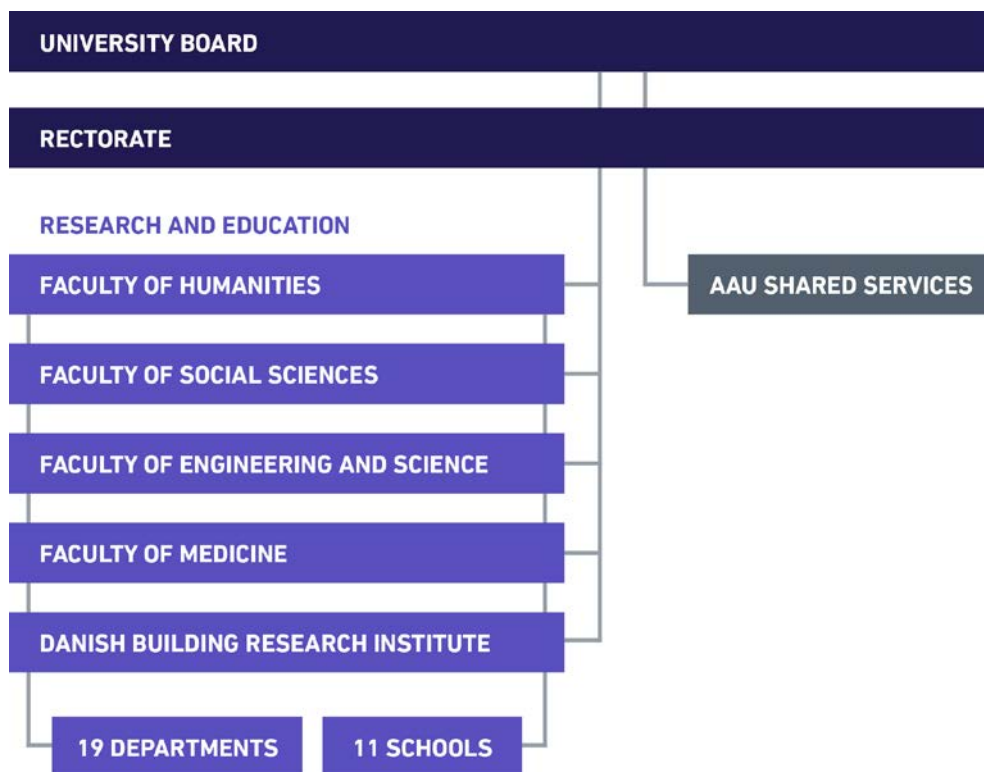 UNIVERSITY BOARD
RECTORATE
RESEARCH AND EDUCATION
FACULTY OF HUMANITIES
AAU SHARED SERVICES
FACULTY OF SOCIAL SCIENCES
FACULTY OF ENGINEERING AND SCIENCE
FACULTY OF MEDICINE
DANISH BUILDING RESEARCH INSTITUTE
19 DEPARTMENTS
11 SCHOOLS